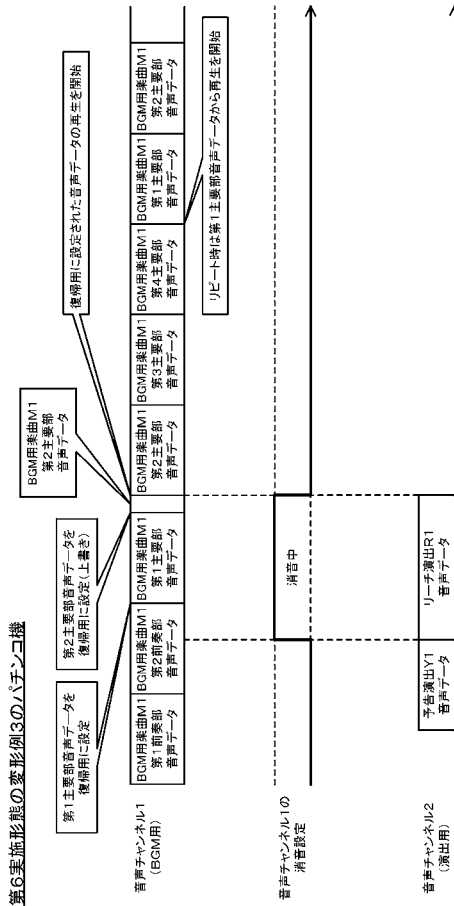 第6実施形態の変形例3のパチンコ機
第1主要部音声データを
復帰用に設定
第2主要部音声データを
復帰用に設定(上書き)
BGM用楽曲M1
第2主要部
音声データ
復帰用に設定された音声データの再生を開始
音声チャンネル1
(BGM用)
BGM用楽曲M1
第1前奏部
音声データ
BGM用楽曲M1
第2前奏部
音声データ
BGM用楽曲M1
第1主要部
音声データ
BGM用楽曲M1
第2主要部
音声データ
BGM用楽曲M1
第3主要部
音声データ
BGM用楽曲M1
第4主要部
音声データ
BGM用楽曲M1
第1主要部
音声データ
BGM用楽曲M1
第2主要部
音声データ
リピート時は第1主要部音声データから再生を開始
音声チャンネル1の
消音設定
消音中
音声チャンネル2
(演出用)
予告演出Y1
音声データ
リーチ演出R1
音声データ